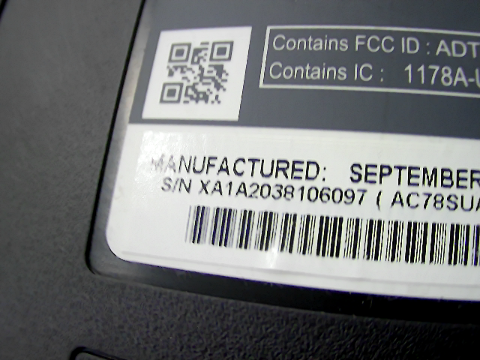 Contains FCC ID : ADT
Contains IC : 1178A-U
MANUFACTURED: SEPTEMBER
S/N XA1A2038106097 ( AC78SUA